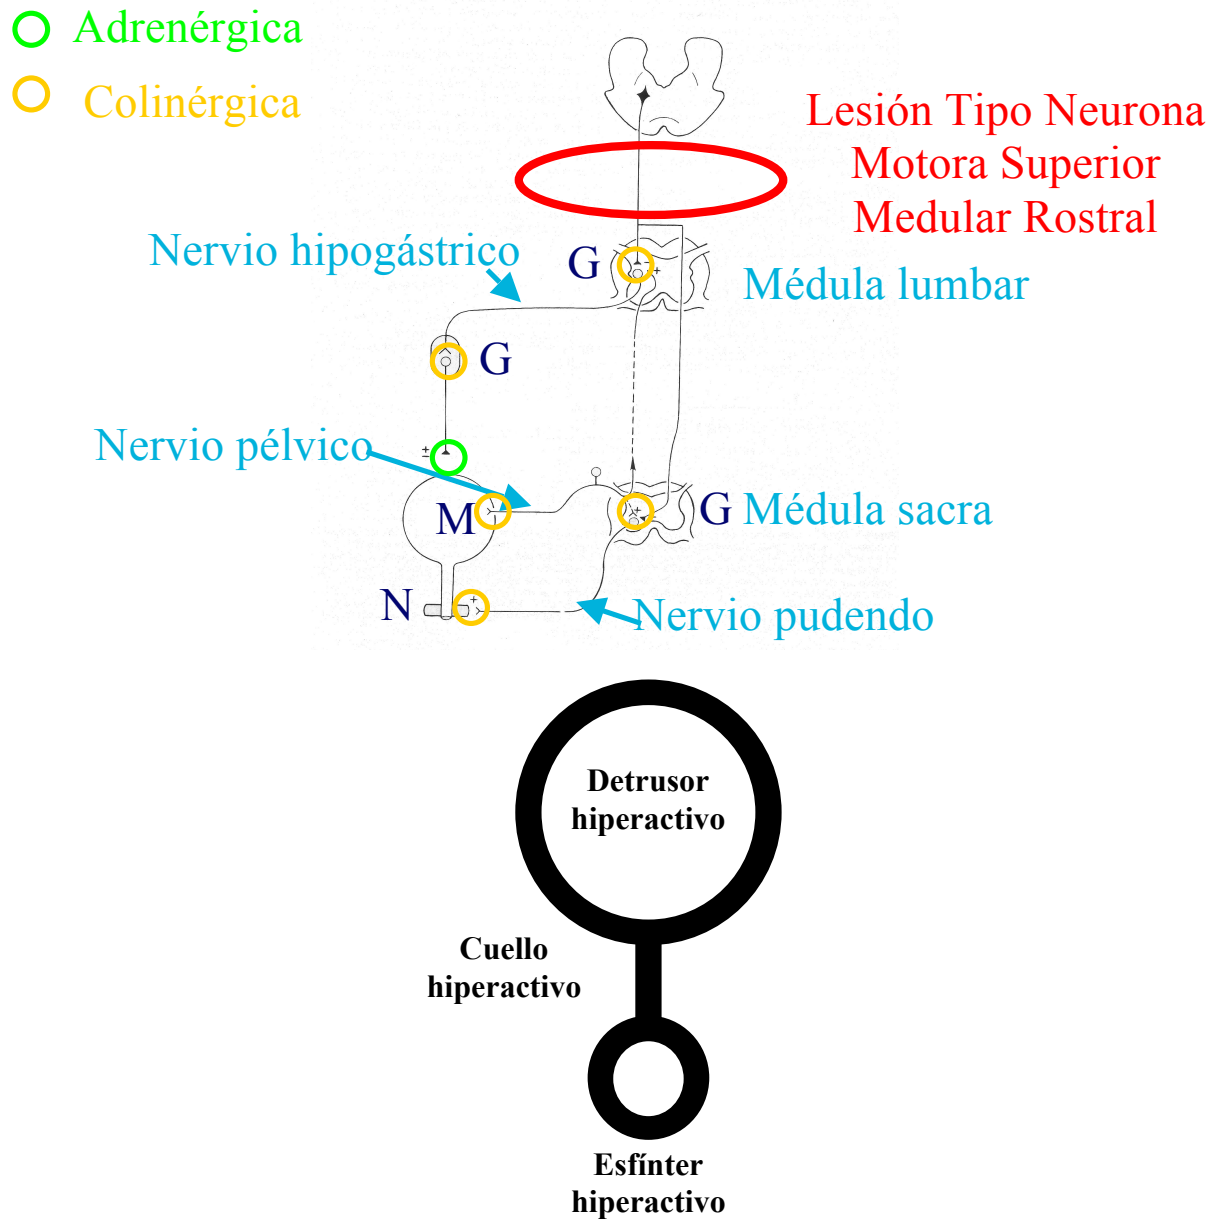 Adrenérgica
Colinérgica
Lesión Tipo Neurona
Motora Superior
Medular Rostral
Nervio hipogástrico
G
Médula lumbar
G
Nervio pélvico
M
G
Médula sacra
N
Nervio pudendo
Detrusor
hiperactivo
Cuello
hiperactivo
Esfínter
hiperactivo